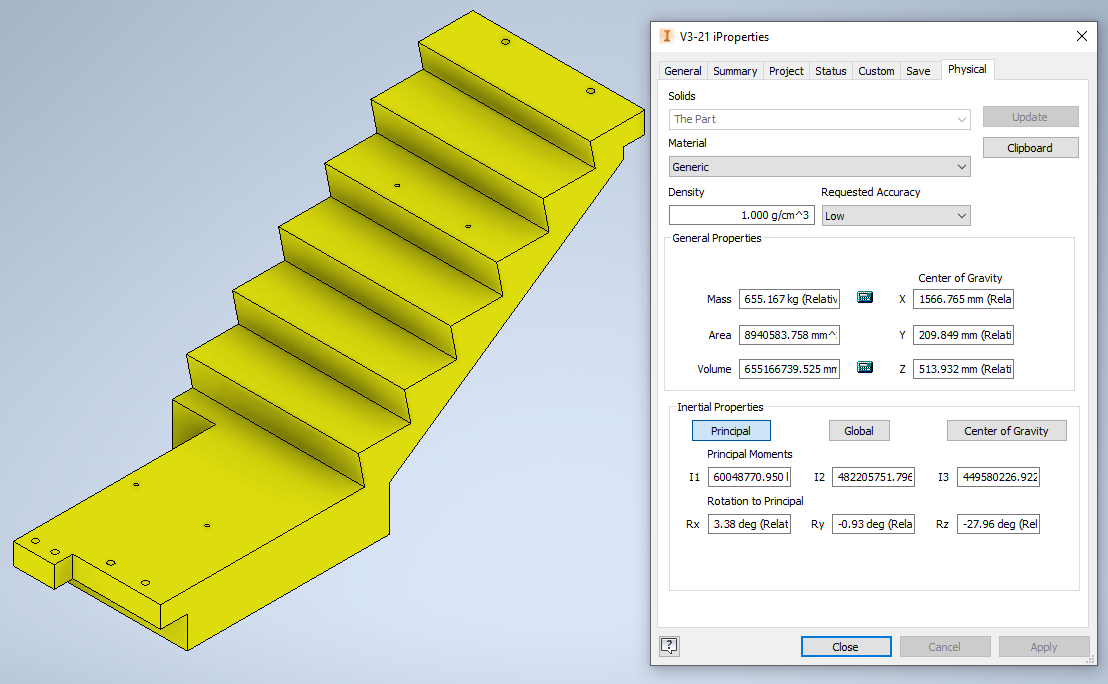 V3-21 iProperties
General Summary Project Status Custom Save Physical
Solids
The Part
Update
Material
Clipboard
Generic
Density Requested Accuracy
1.000 g/cm^3 Low
General Properties
Center of Gravity
Mass 655.167 kg (Relativ X 1566.765 mm (Rela
Area 8940583.758 mm^ Y 209.849 mm (Relati
Volume 655166739.525 mm Z 513.932 mm (Relati
Inertial Properties
Principal Global Center of Gravity
Principal Moments
I1 60048770.950 I2 482205751.796 I3 449580226.922
Rotation to Principal
Rx 3.38 deg (Relat Ry -0.93 deg (Rela Rz -27.96 deg (Rel
?
Close Cancel Apply